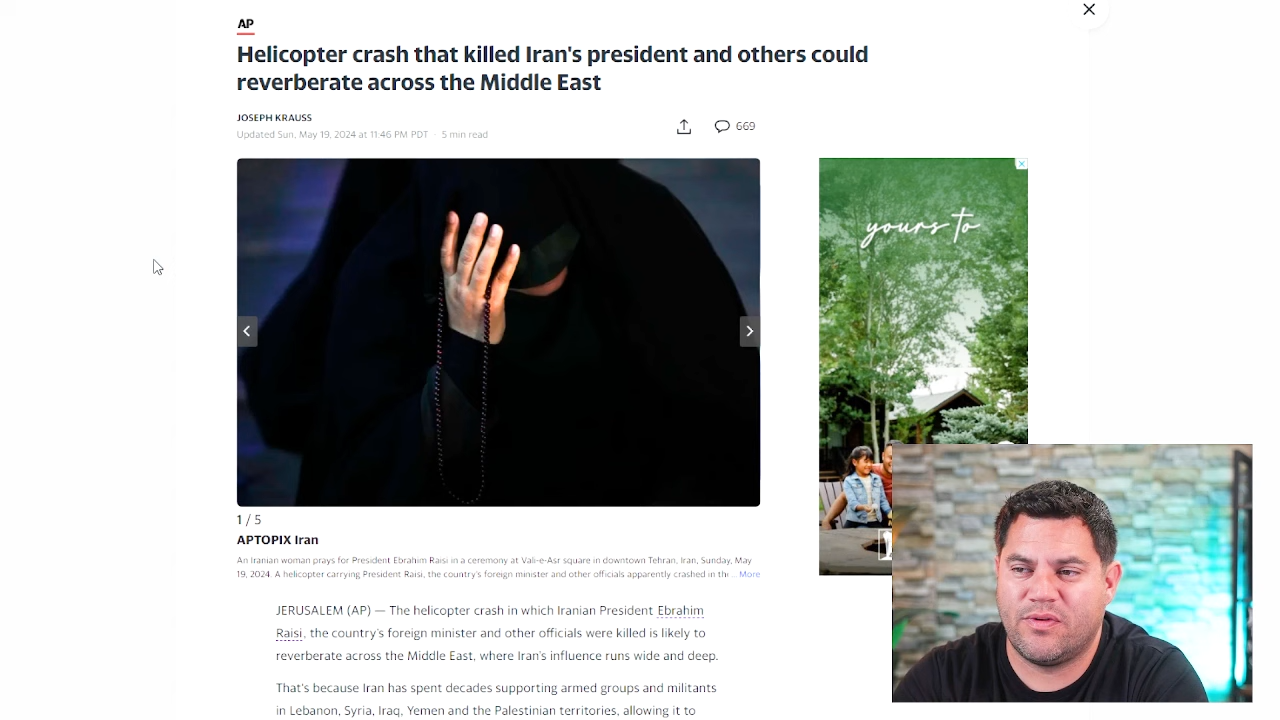 AP
Helicopter crash that killed Iran's president and others could
reverberate across the Middle East
JOSEPH KRAUSS
Updated Sun, May 19, 2024 at 11:46 PM PDT · 5 min read
669
yours to
1 / 5
APTOPIX Iran
An Iranian woman prays for President Ebrahim Raisi in a ceremony at Vali-e-Asr square in downtown Tehran, Iran, Sunday, May
19, 2024. A helicopter carrying President Raisi, the country's foreign minister and other officials apparently crashed in the ... More
JERUSALEM (AP) — The helicopter crash in which Iranian President Ebrahim
Raisi, the country's foreign minister and other officials were killed is likely to
reverberate across the Middle East, where Iran's influence runs wide and deep.
That's because Iran has spent decades supporting armed groups and militants
in Lebanon, Syria, Iraq, Yemen and the Palestinian territories, allowing it to